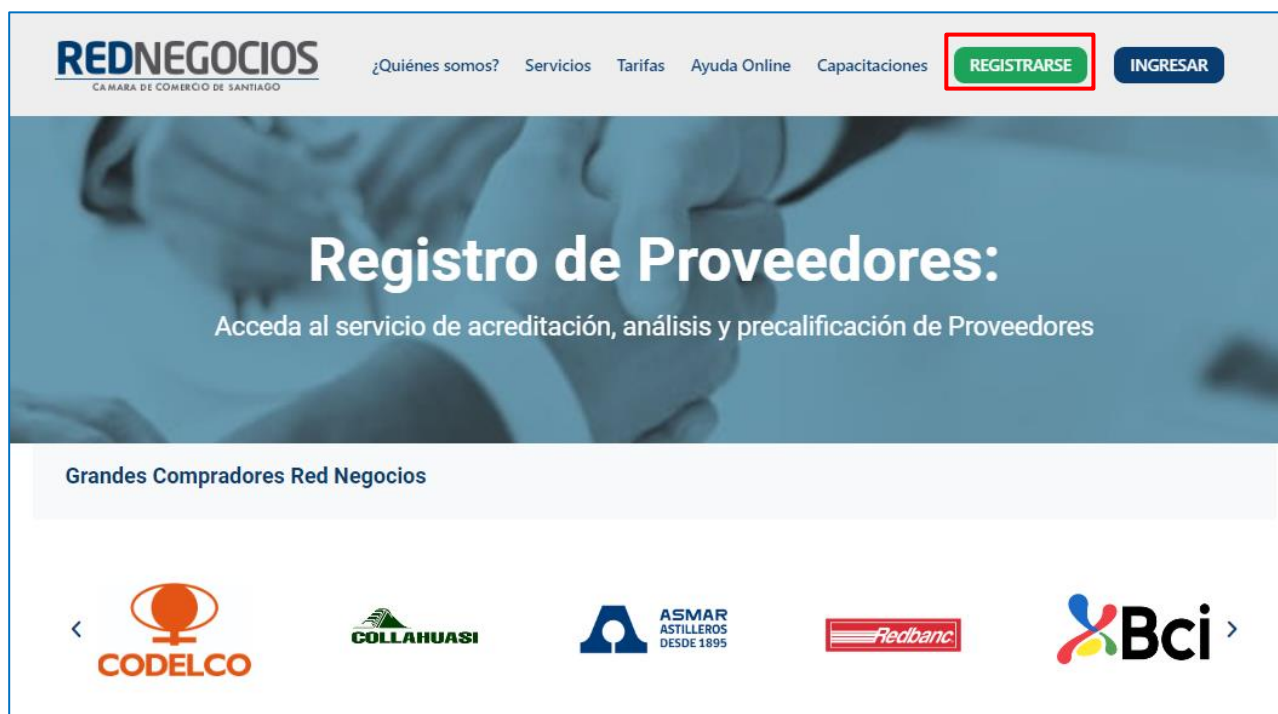 REDNEGOCIOS
CAMARA DE COMERCIO DE SANTIAGO
¿Quiénes somos? Servicios Tarifas Ayuda Online Capacitaciones REGISTRARSE INGRESAR
Registro de Proveedores:
Acceda al servicio de acreditación, análisis y precalificación de Proveedores
Grandes Compradores Red Negocios
CODELCO
COLLAHUASI
ASMAR
ASTILLEROS
DESDE 1895
Redbanc
Bci